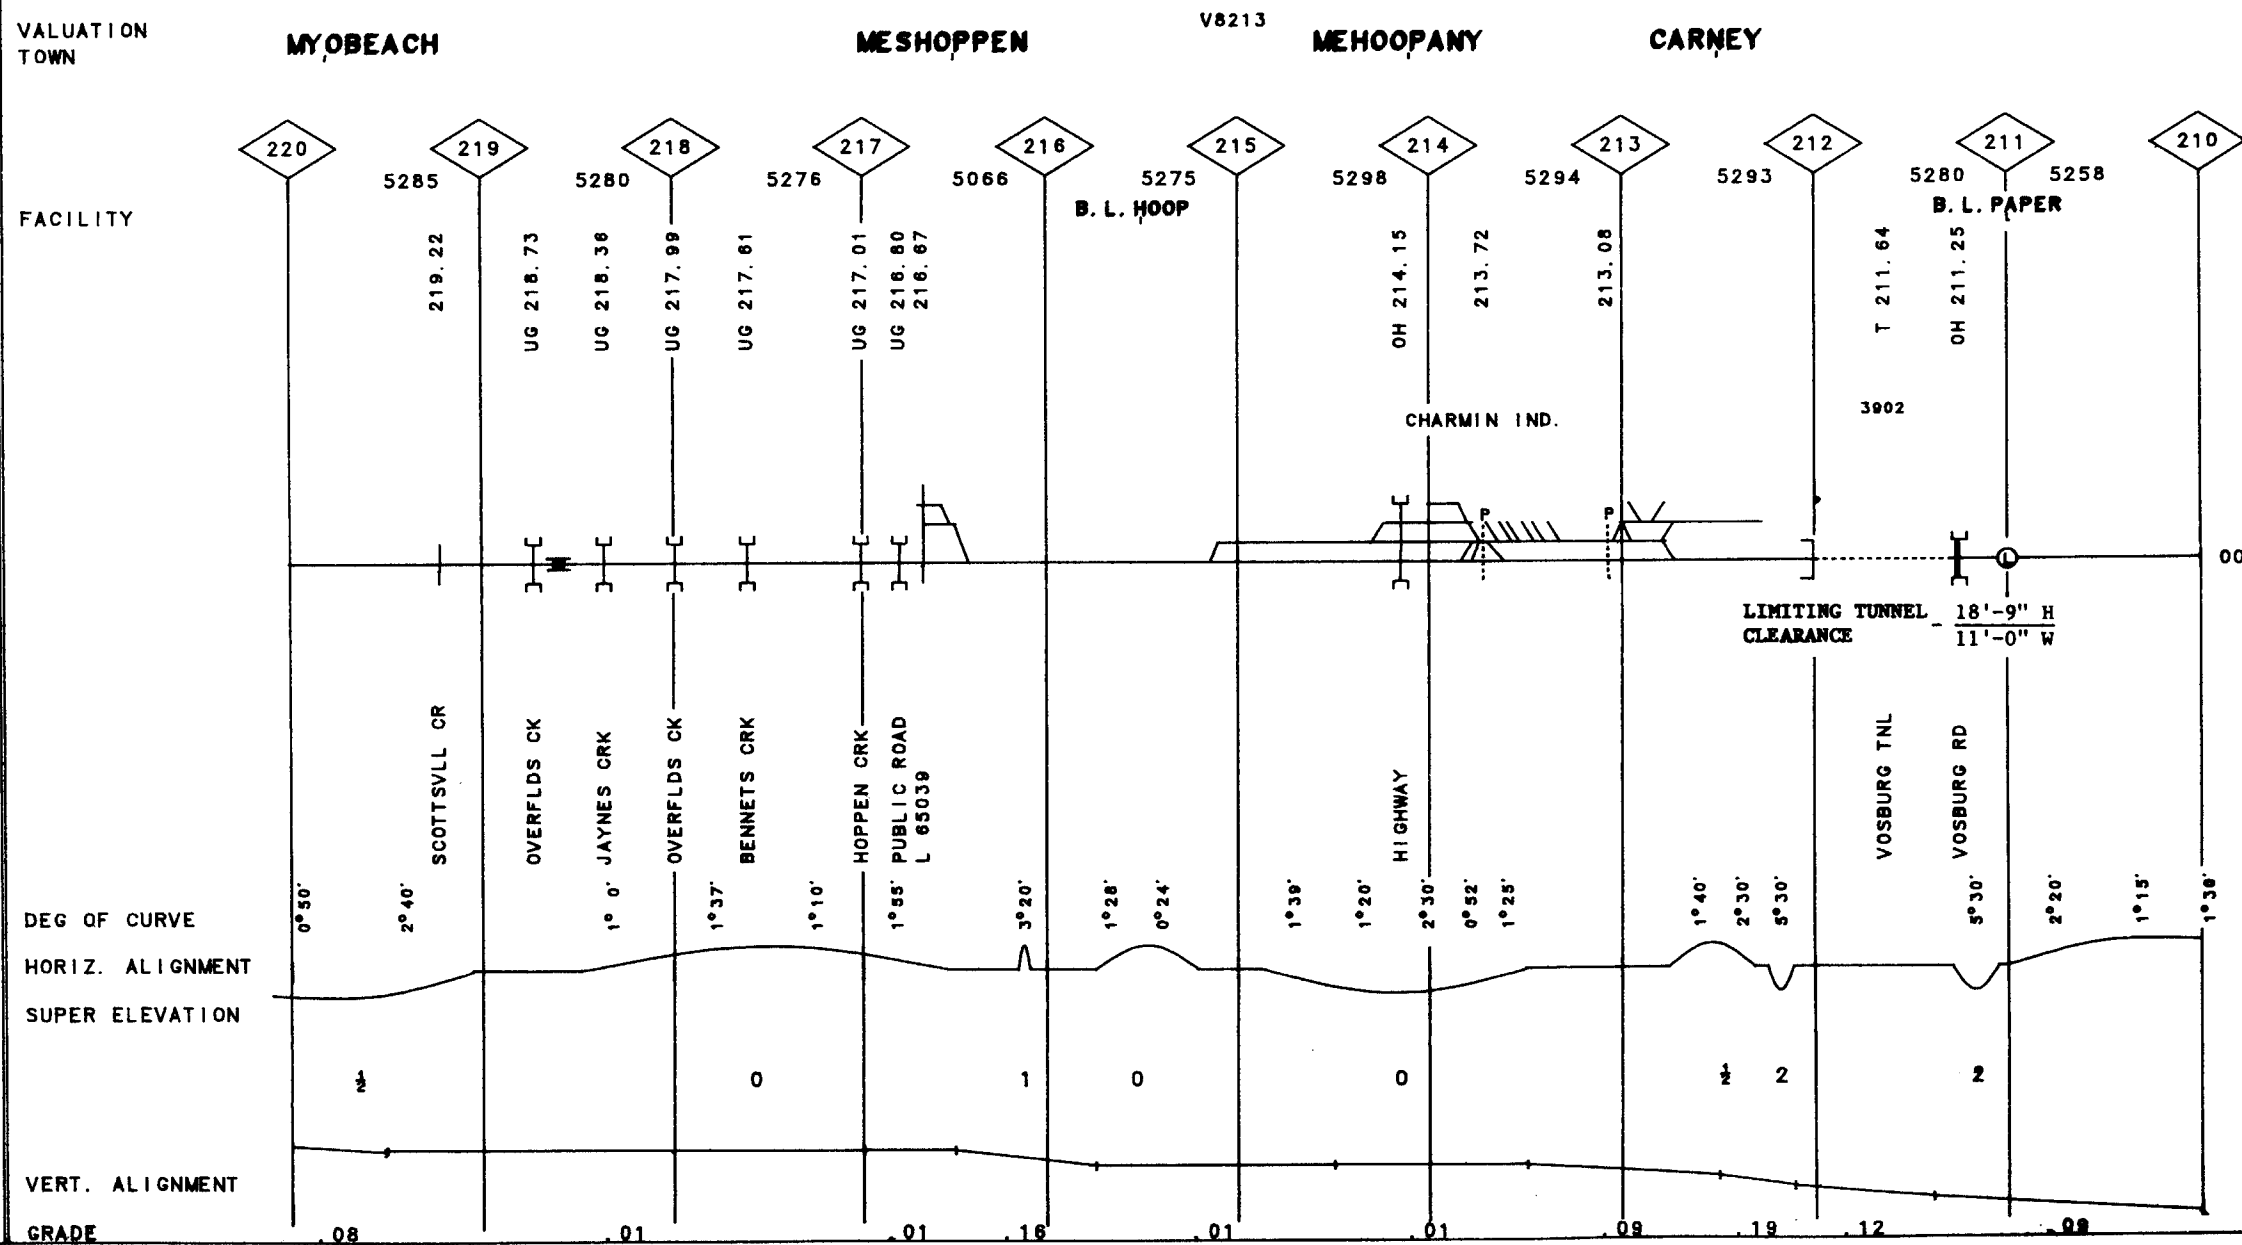 VALUATION
TOWN
MYOBEACH
MESHOPPEN
V8213
MEHOOPANY
CARNEY
220
219
218
217
216
215
214
213
212
211
210
5285
5280
5276
5066
5275
5298
5294
5293
5280
5258
B. L. HOOP
B. L. PAPER
FACILITY
219.22
UG 218.73
UG 218.36
UG 217.99
UG 217.61
UG 217.01
UG 216.80
216.67
OH 214.15
213.72
213.08
T 211.64
OH 211.25
3902
CHARMIN IND.
P
P
L
00
LIMITING TUNNEL - 18'-9" H
CLEARANCE 11'-0" W
SCOTTSVLL CR
OVERFLDS CK
JAYNES CRK
OVERFLDS CK
BENNETS CRK
HOPPEN CRK
PUBLIC ROAD
L 65039
HIGHWAY
VOSBURG TNL
VOSBURG RD
DEG OF CURVE
0°50'
2°40'
1° 0'
1°37'
1°10'
1°55'
3°20'
1°28'
0°24'
1°39'
1°20'
2°30'
0°52'
1°25'
1°40'
2°30'
5°30'
5°30'
2°20'
1°15'
1°36'
HORIZ. ALIGNMENT
SUPER ELEVATION
½
0
1
0
0
½
2
2
VERT. ALIGNMENT
GRADE
.08
.01
.01
.16
.01
.01
.09
.19
.12
.09